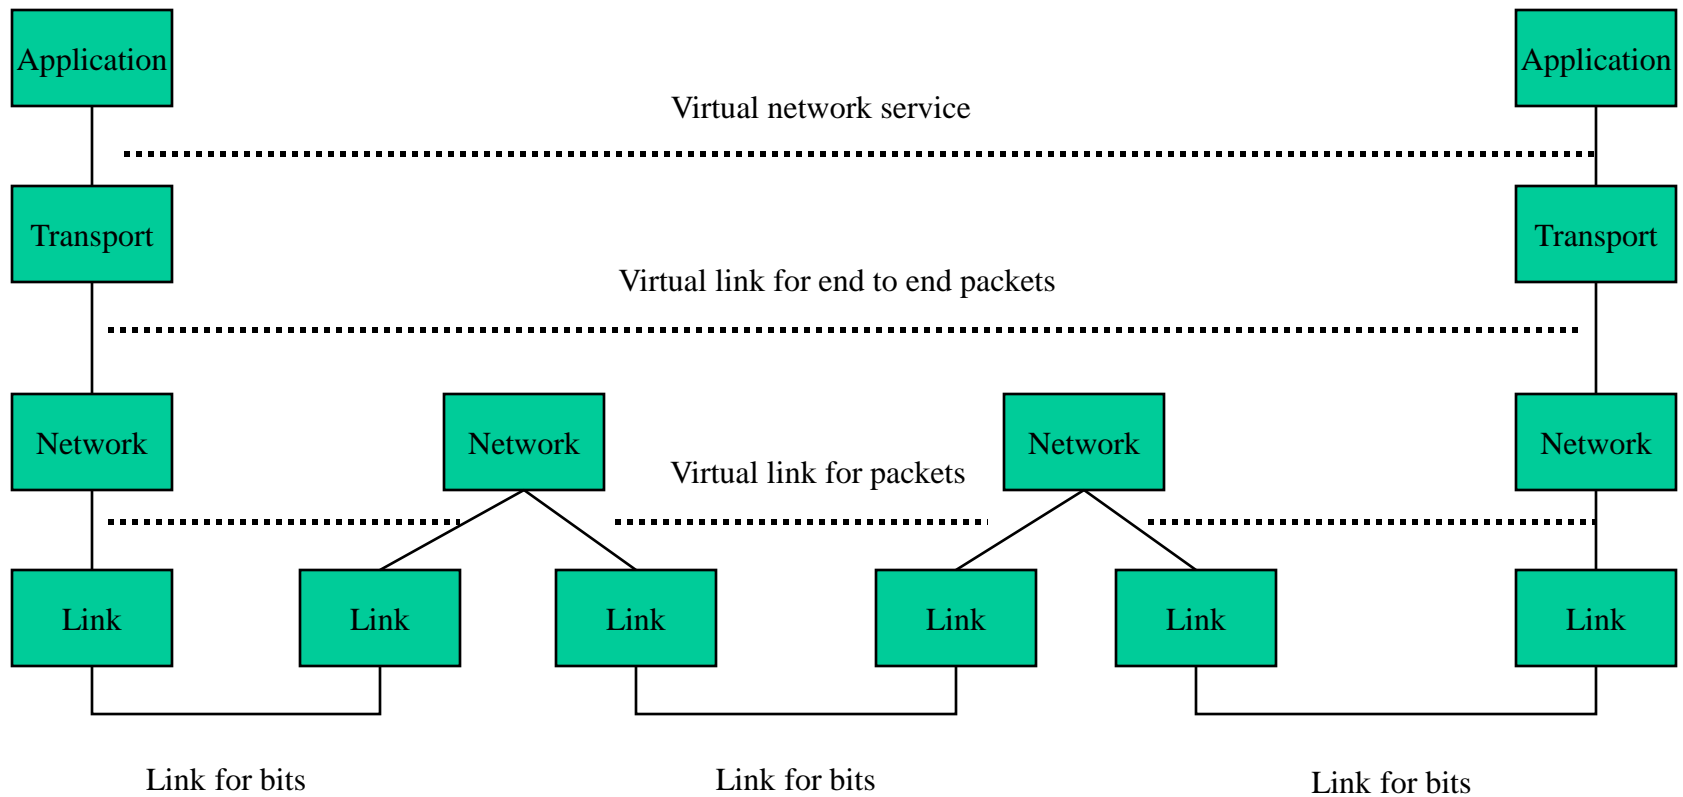 Application
Application
Virtual network service
Transport
Transport
Virtual link for end to end packets
Network
Network
Network
Network
Virtual link for packets
Link
Link
Link
Link
Link
Link
Link for bits
Link for bits
Link for bits